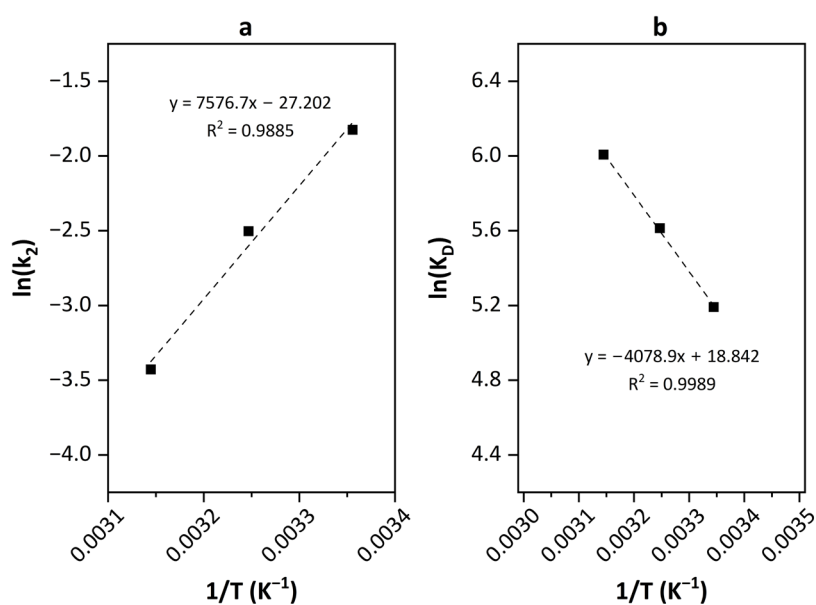 a
−1.5
−2.0
−2.5
−3.0
−3.5
−4.0
ln(k₂)
y = 7576.7x − 27.202
R² = 0.9885
0.0031
0.0032
0.0033
0.0034
1/T (K⁻¹)
b
6.4
6.0
5.6
5.2
4.8
4.4
ln(K_D)
y = −4078.9x + 18.842
R² = 0.9989
0.0030
0.0031
0.0032
0.0033
0.0034
0.0035
1/T (K⁻¹)